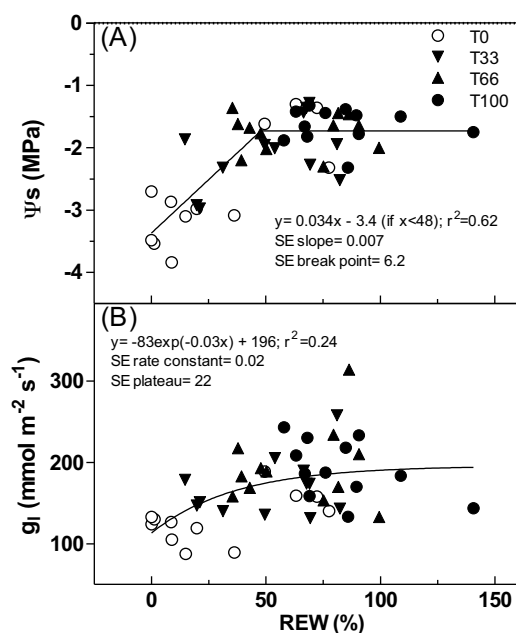 (A)
T0
T33
T66
T100
0
-1
-2
-3
-4
Ψs (MPa)
y= 0.034x - 3.4 (if x<48); r²=0.62
SE slope= 0.007
SE break point= 6.2
(B)
y= -83exp(-0.03x) + 196; r²=0.24
SE rate constant= 0.02
SE plateau= 22
300
200
100
gl (mmol m⁻² s⁻¹)
0 50 100 150
REW (%)